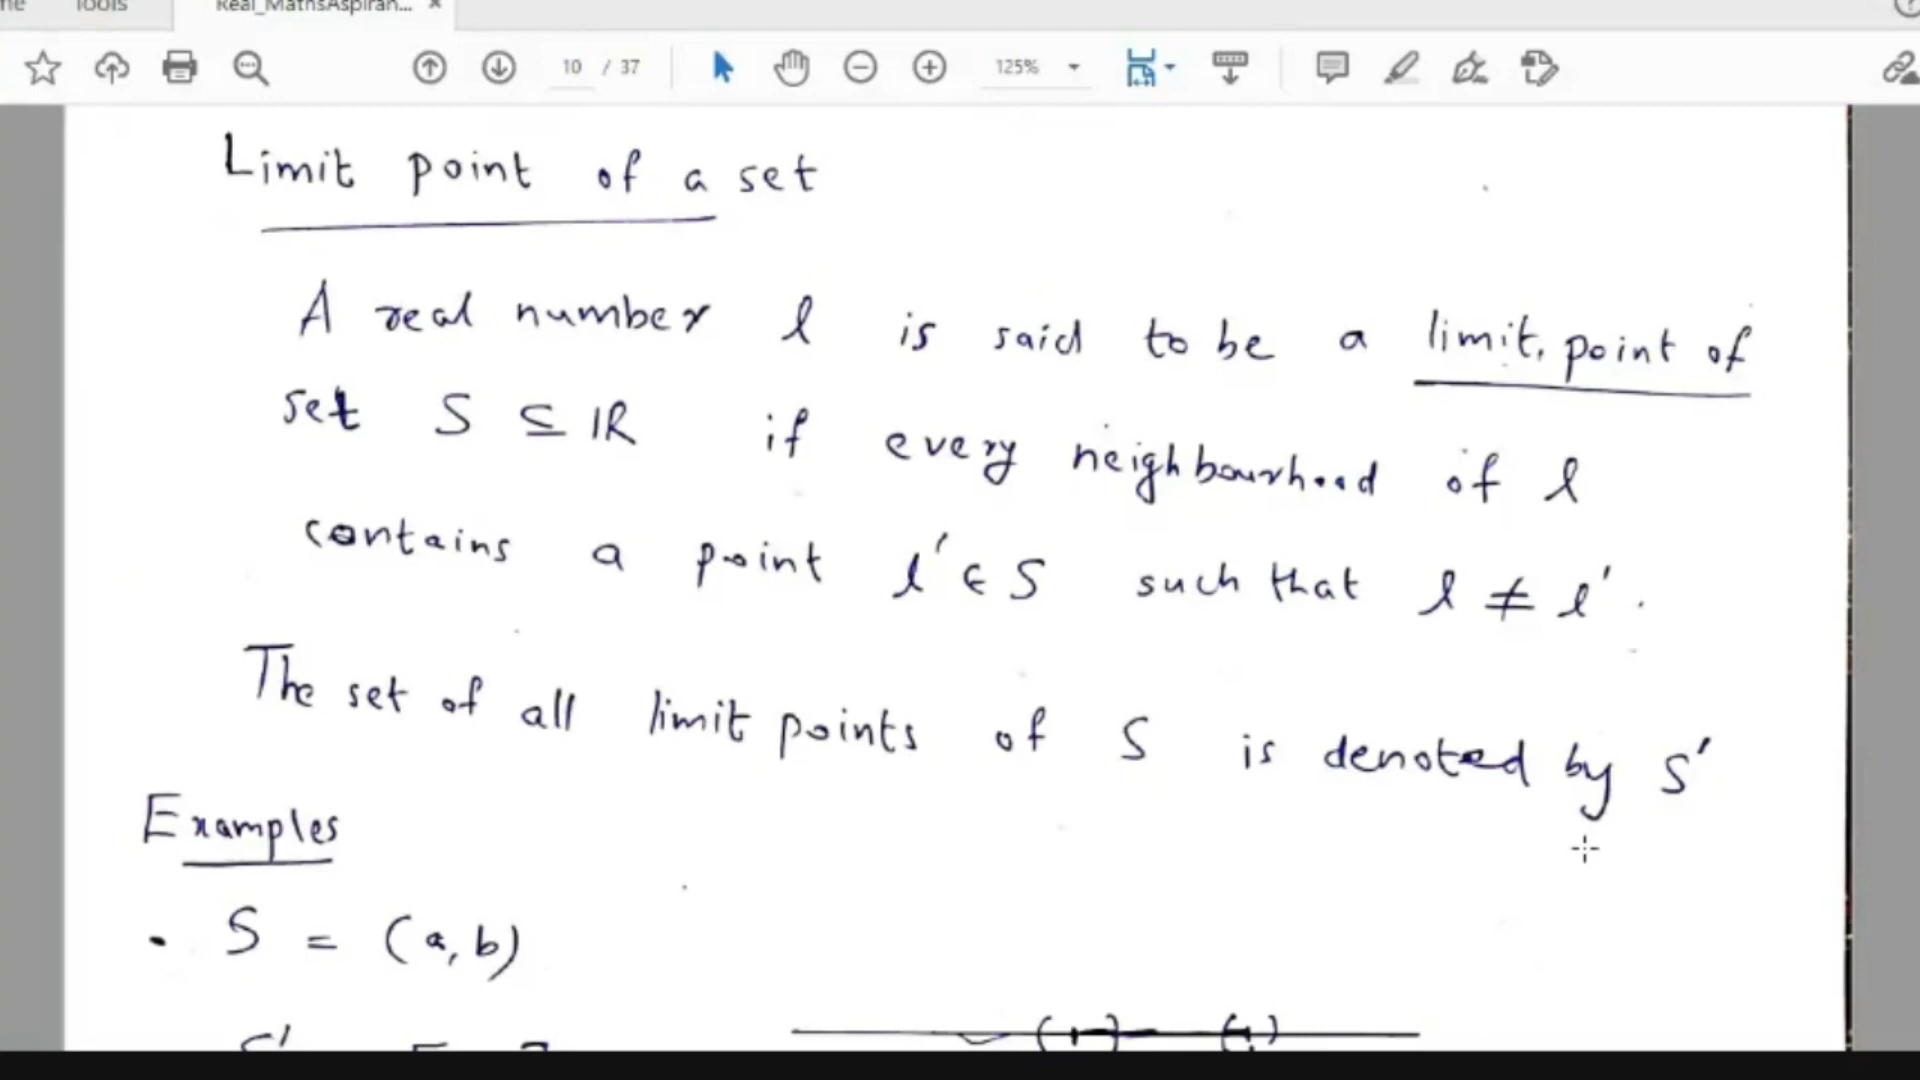 Tools Real_MathsAspiran... ×
10 / 37 125%
Limit point of a set
A real number l is said to be a limit point of
set S ⊆ ℝ if every neighbourhood of l
contains a point l' ∈ S such that l ≠ l'.
The set of all limit points of S is denoted by S'
Examples
• S = (a, b)